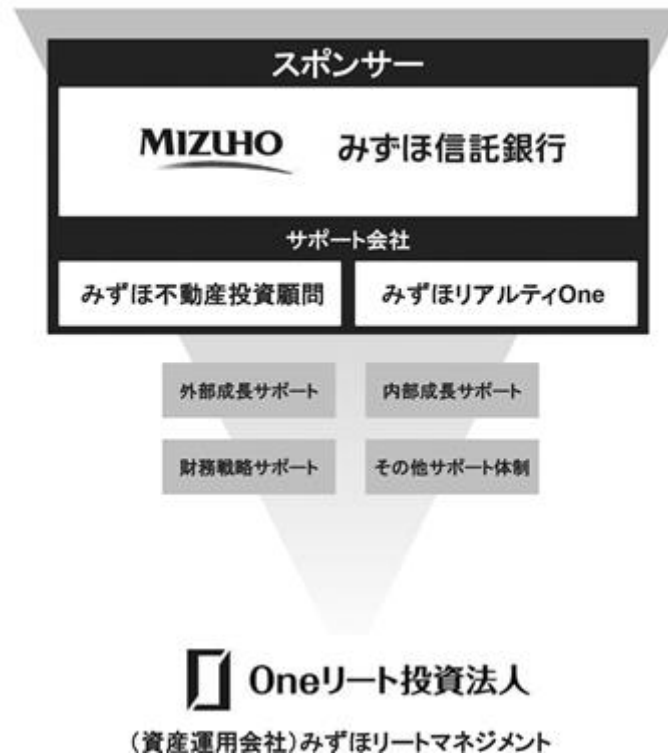 スポンサー
MIZUHO みずほ信託銀行
サポート会社
みずほ不動産投資顧問 みずほリアルティOne
外部成長サポート 内部成長サポート
財務戦略サポート その他サポート体制
Oneリート投資法人
(資産運用会社)みずほリートマネジメント